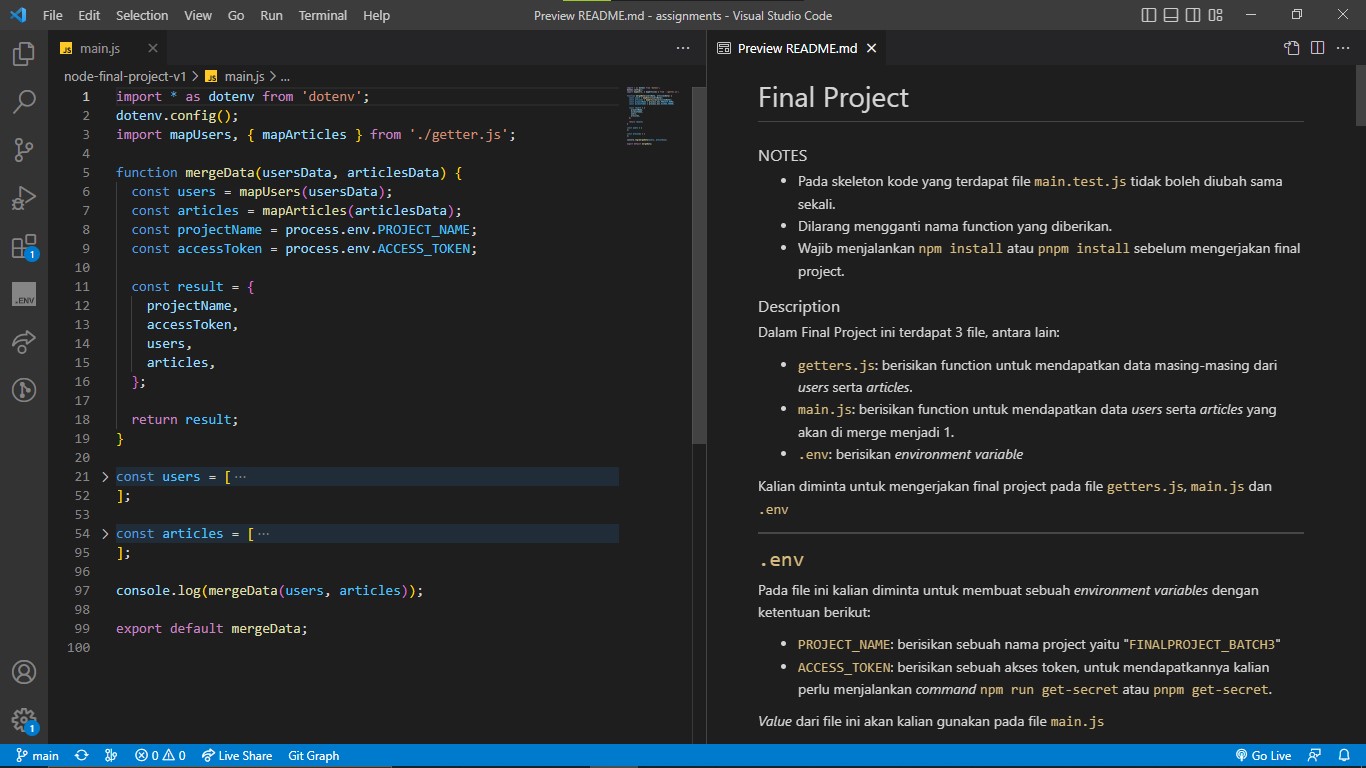 File Edit Selection View Go Run Terminal Help
Preview README.md - assignments - Visual Studio Code
main.js
node-final-project-v1 > main.js > ...
1 import * as dotenv from 'dotenv';
2 dotenv.config();
3 import mapUsers, { mapArticles } from './getter.js';
4
5 function mergeData(usersData, articlesData) {
6 const users = mapUsers(usersData);
7 const articles = mapArticles(articlesData);
8 const projectName = process.env.PROJECT_NAME;
9 const accessToken = process.env.ACCESS_TOKEN;
10
11 const result = {
12 projectName,
13 accessToken,
14 users,
15 articles,
16 };
17
18 return result;
19 }
20
21 const users = [ ...
52 ];
53
54 const articles = [ ...
95 ];
96
97 console.log(mergeData(users, articles));
98
99 export default mergeData;
100
Preview README.md
Final Project
NOTES
• Pada skeleton kode yang terdapat file main.test.js tidak boleh diubah sama
sekali.
• Dilarang mengganti nama function yang diberikan.
• Wajib menjalankan npm install atau pnpm install sebelum mengerjakan final
project.
Description
Dalam Final Project ini terdapat 3 file, antara lain:
• getters.js: berisikan function untuk mendapatkan data masing-masing dari
users serta articles.
• main.js: berisikan function untuk mendapatkan data users serta articles yang
akan di merge menjadi 1.
• .env: berisikan environment variable
Kalian diminta untuk mengerjakan final project pada file getters.js, main.js dan
.env
.env
Pada file ini kalian diminta untuk membuat sebuah environment variables dengan
ketentuan berikut:
• PROJECT_NAME: berisikan sebuah nama project yaitu "FINALPROJECT_BATCH3"
• ACCESS_TOKEN: berisikan sebuah akses token, untuk mendapatkannya kalian
perlu menjalankan command npm run get-secret atau pnpm get-secret.
Value dari file ini akan kalian gunakan pada file main.js
1
.ENV
1
main 0 0 Live Share Git Graph
Go Live